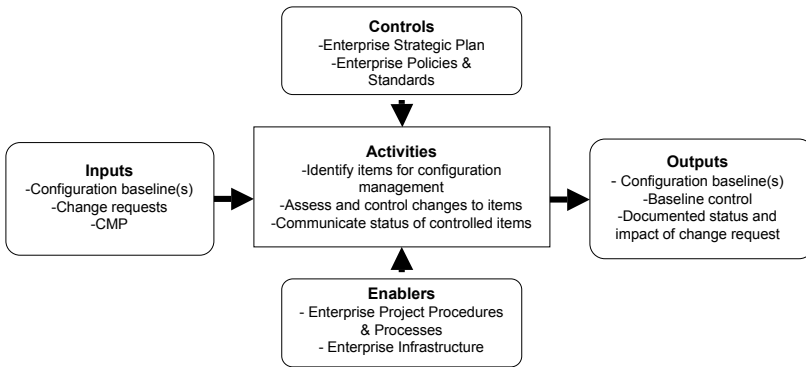 Controls
-Enterprise Strategic Plan
-Enterprise Policies &
Standards
Inputs
-Configuration baseline(s)
-Change requests
-CMP
Activities
-Identify items for configuration
management
-Assess and control changes to items
-Communicate status of controlled items
Outputs
- Configuration baseline(s)
-Baseline control
-Documented status and
impact of change request
Enablers
- Enterprise Project Procedures
& Processes
- Enterprise Infrastructure